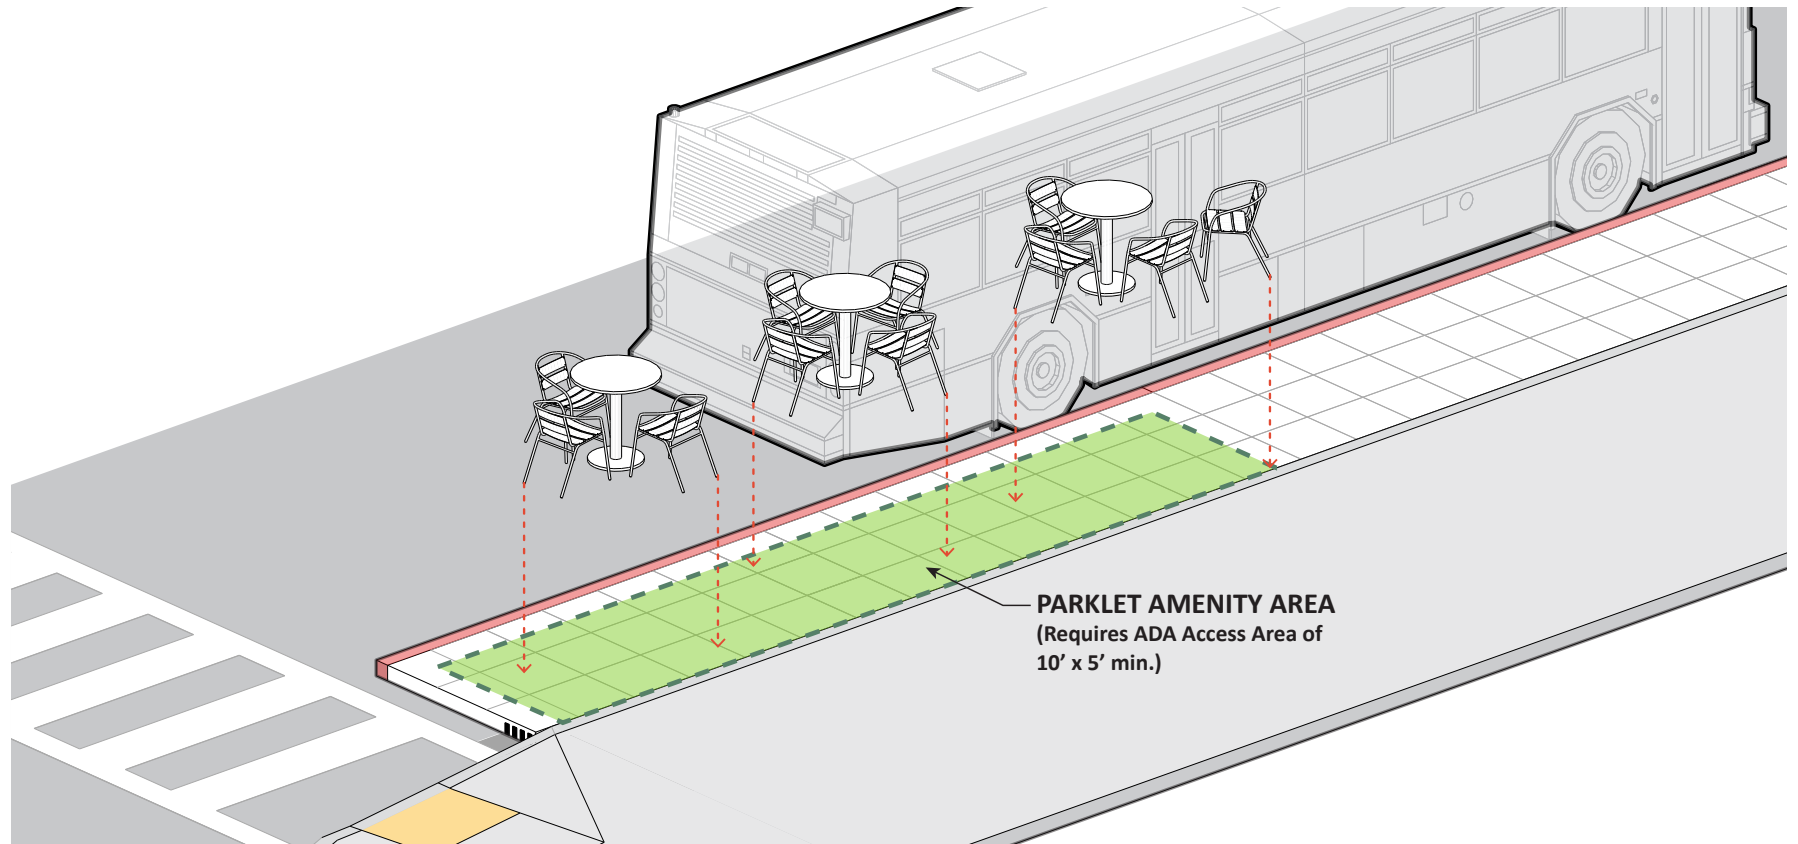 PARKLET AMENITY AREA
(Requires ADA Access Area of
10’ x 5’ min.)